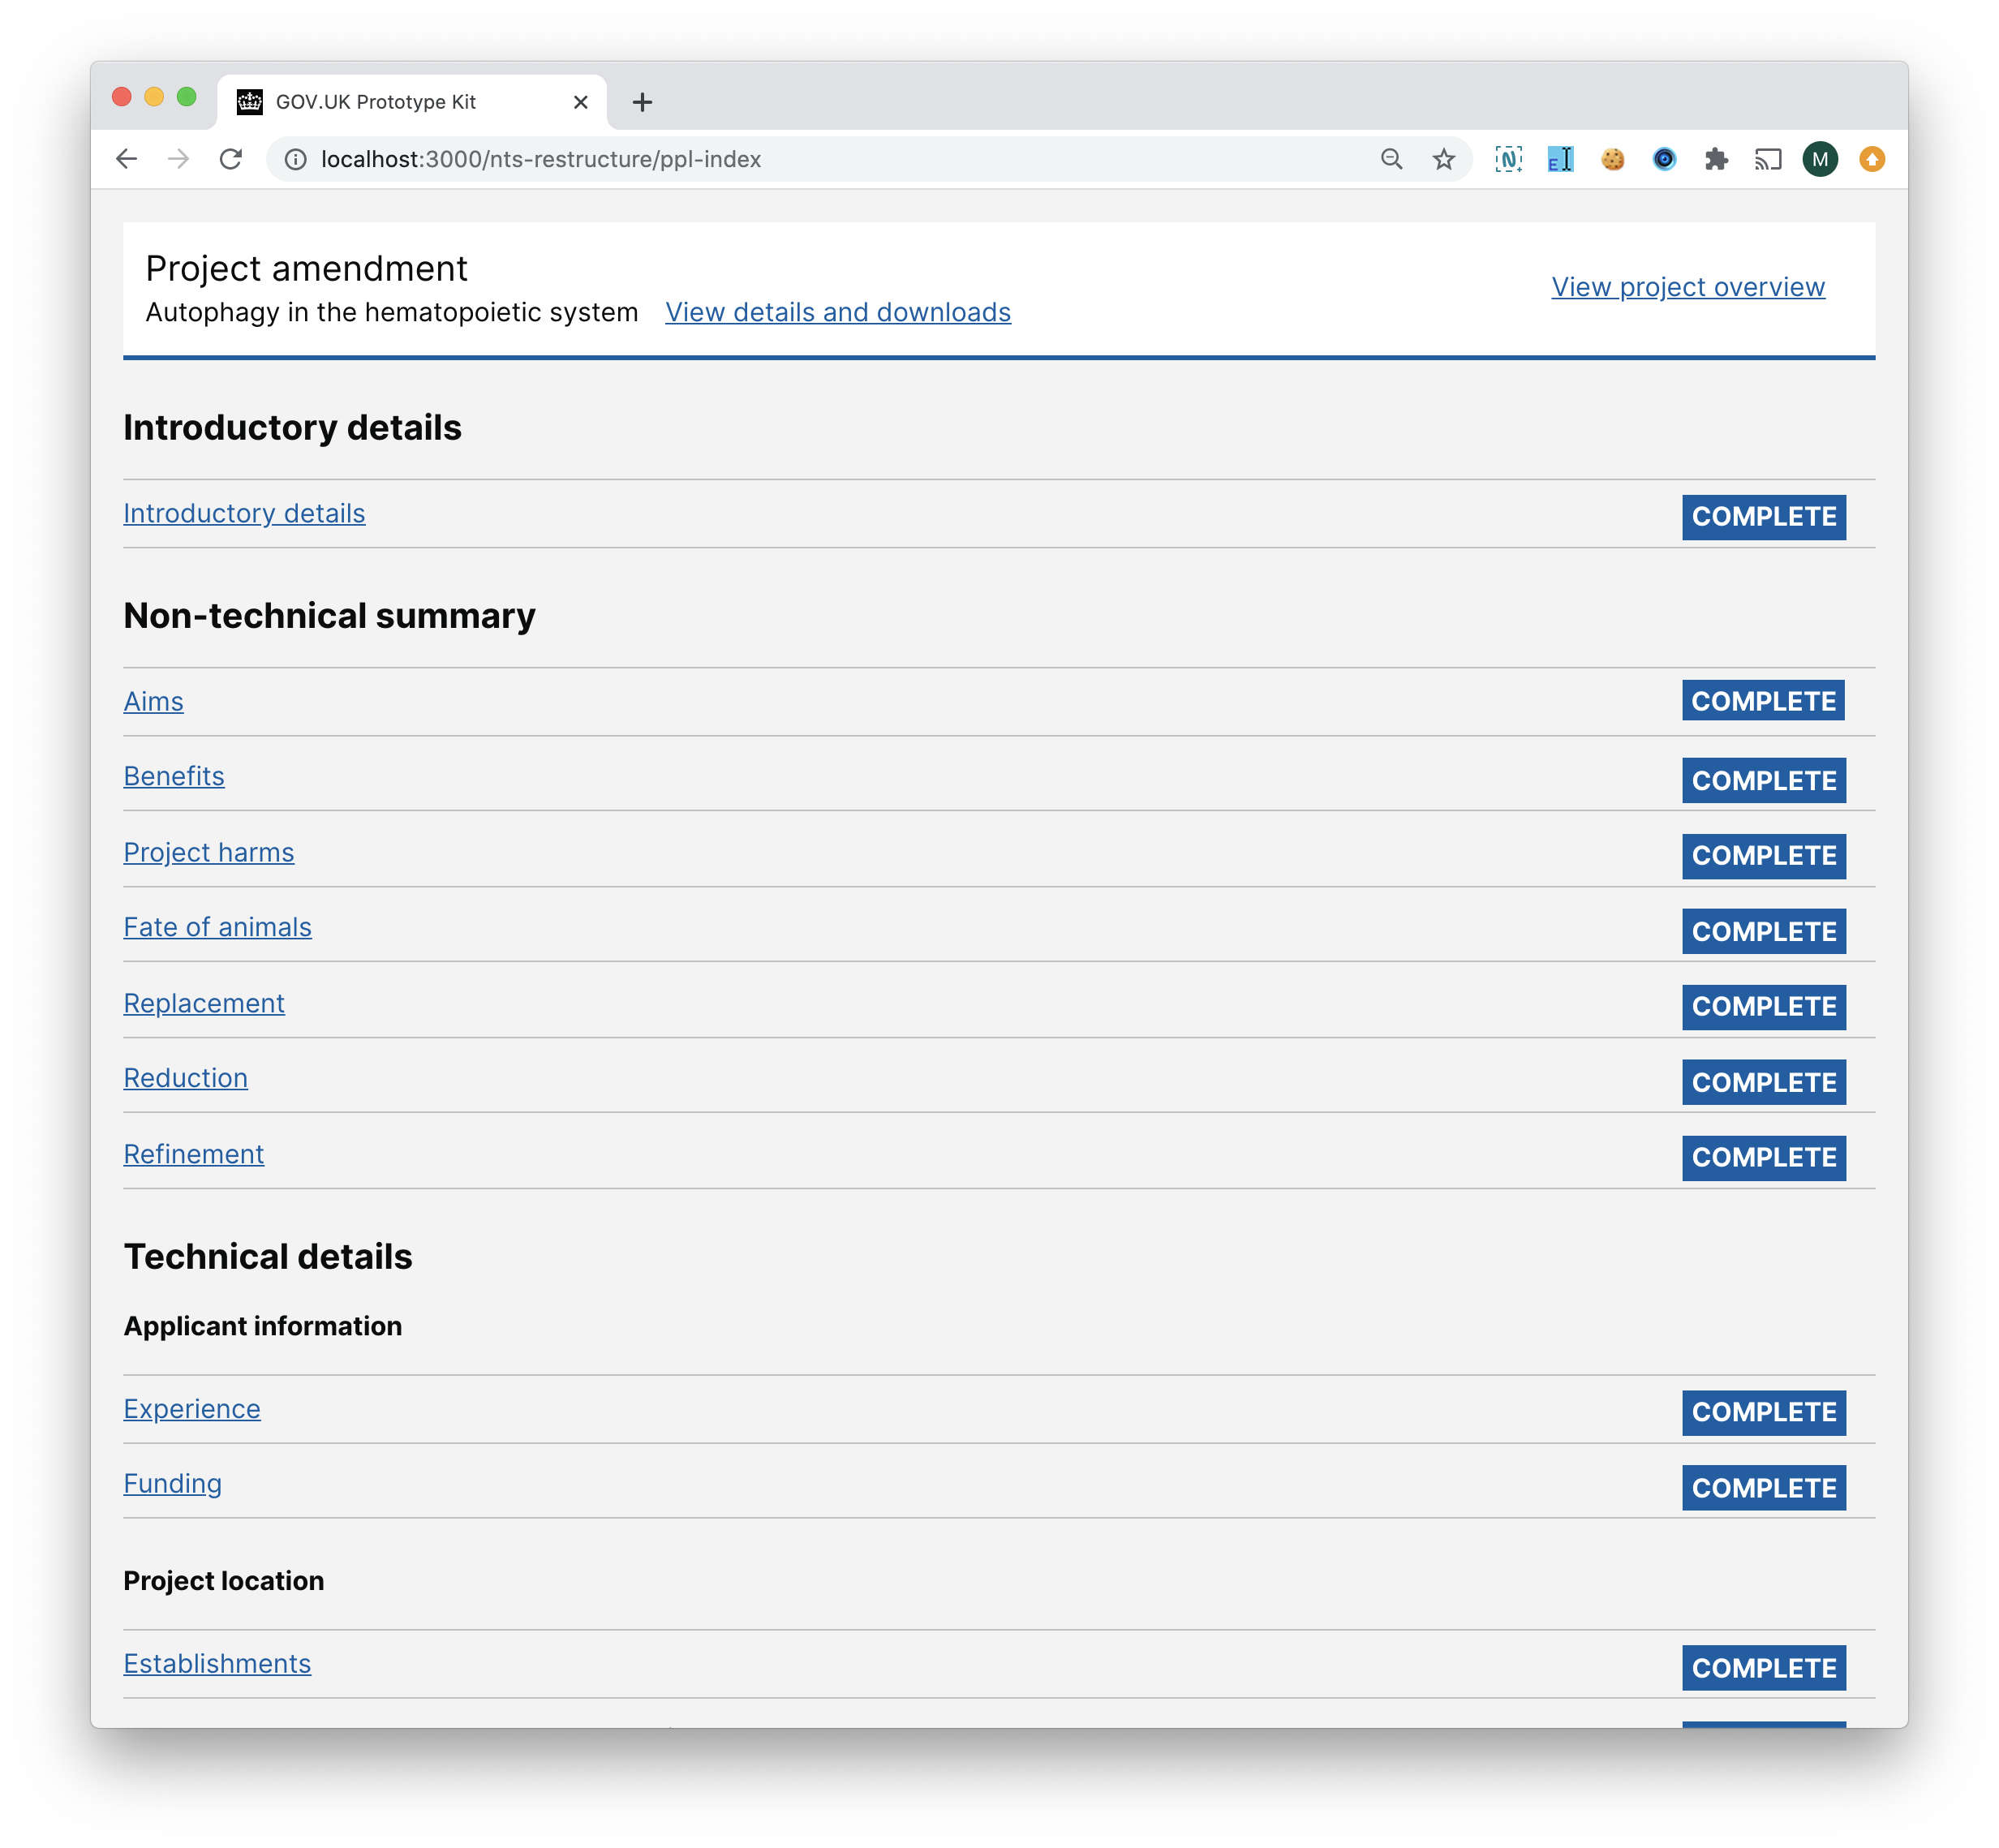 GOV.UK Prototype Kit
localhost:3000/nts-restructure/ppl-index
M
Project amendment
Autophagy in the hematopoietic system View details and downloads
View project overview
Introductory details
Introductory details COMPLETE
Non-technical summary
Aims COMPLETE
Benefits COMPLETE
Project harms COMPLETE
Fate of animals COMPLETE
Replacement COMPLETE
Reduction COMPLETE
Refinement COMPLETE
Technical details
Applicant information
Experience COMPLETE
Funding COMPLETE
Project location
Establishments COMPLETE